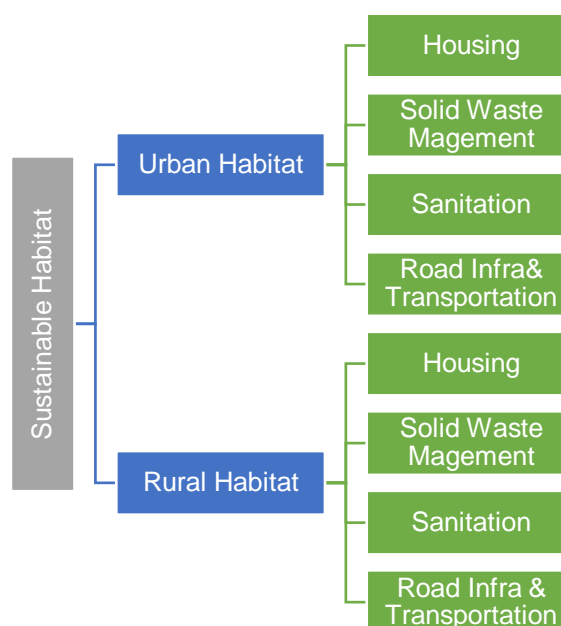 Sustainable Habitat
Urban Habitat
Housing
Solid Waste
Magement
Sanitation
Road Infra&
Transportation
Rural Habitat
Housing
Solid Waste
Magement
Sanitation
Road Infra &
Transportation